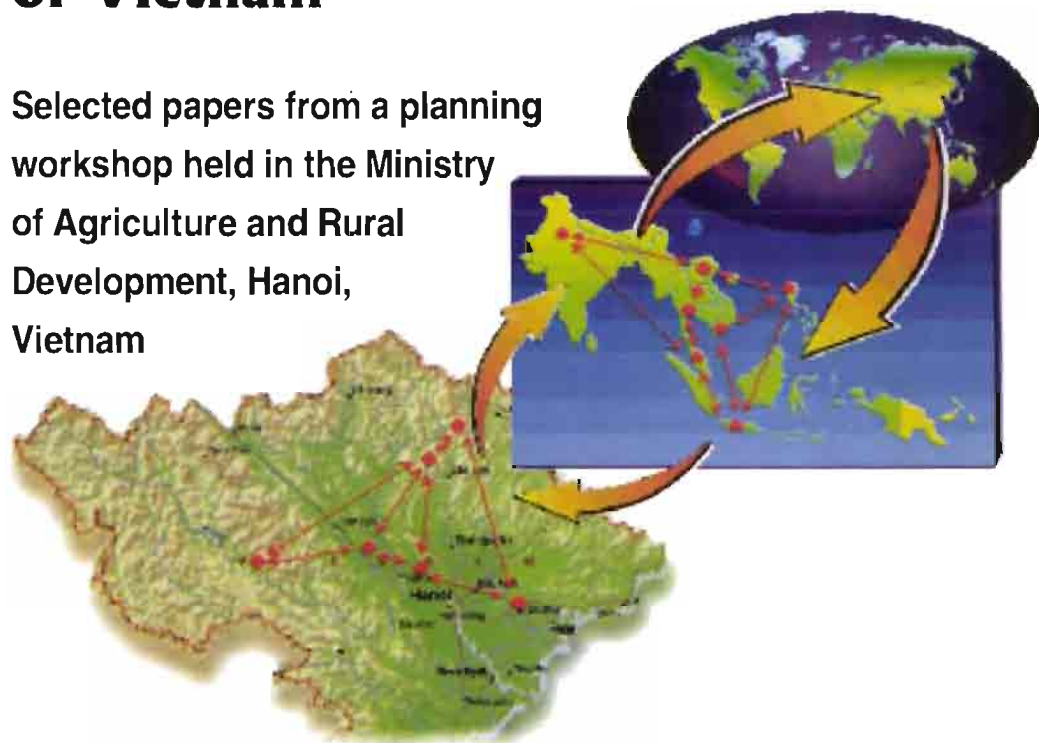 of Vietnam
Selected papers from a planning
workshop held in the Ministry
of Agriculture and Rural
Development, Hanoi,
Vietnam
Hanoi